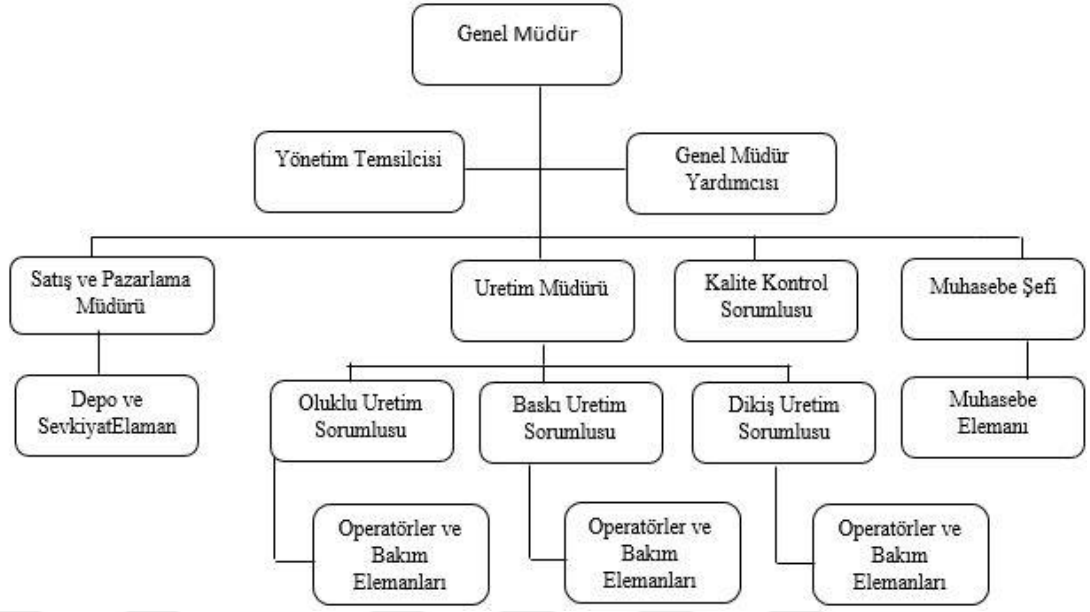 Genel Müdür
Yönetim Temsilcisi
Genel Müdür
Yardımcısı
Satış ve Pazarlama
Müdürü
Uretim Müdürü
Kalite Kontrol
Sorumlusu
Muhasebe Şefi
Depo ve
SevkiyatElaman
Oluklu Uretim
Sorumlusu
Baskı Uretim
Sorumlusu
Dikiş Uretim
Sorumlusu
Muhasebe
Elemanı
Operatörler ve
Bakım
Elemanları
Operatörler ve
Bakım
Elemanları
Operatörler ve
Bakım
Elemanları